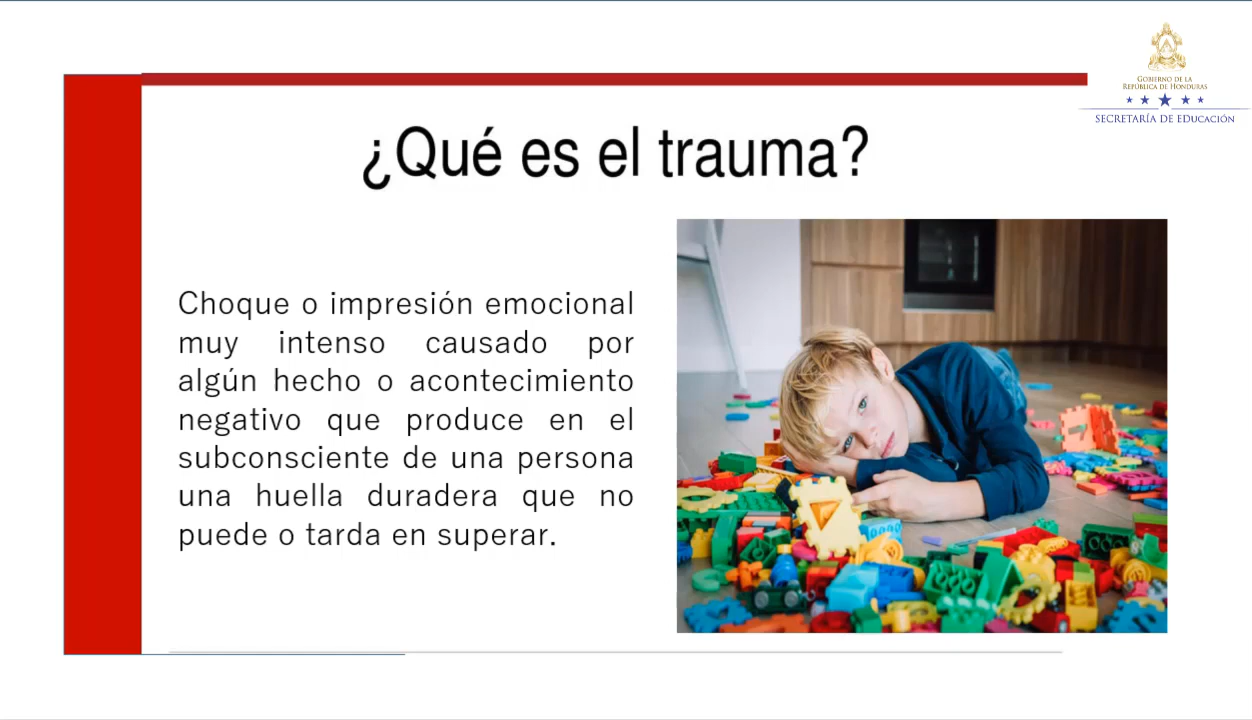 GOBIERNO DE LA
REPÚBLICA DE HONDURAS
SECRETARÍA DE EDUCACIÓN
¿Qué es el trauma?
Choque o impresión emocional
muy intenso causado por
algún hecho o acontecimiento
negativo que produce en el
subconsciente de una persona
una huella duradera que no
puede o tarda en superar.